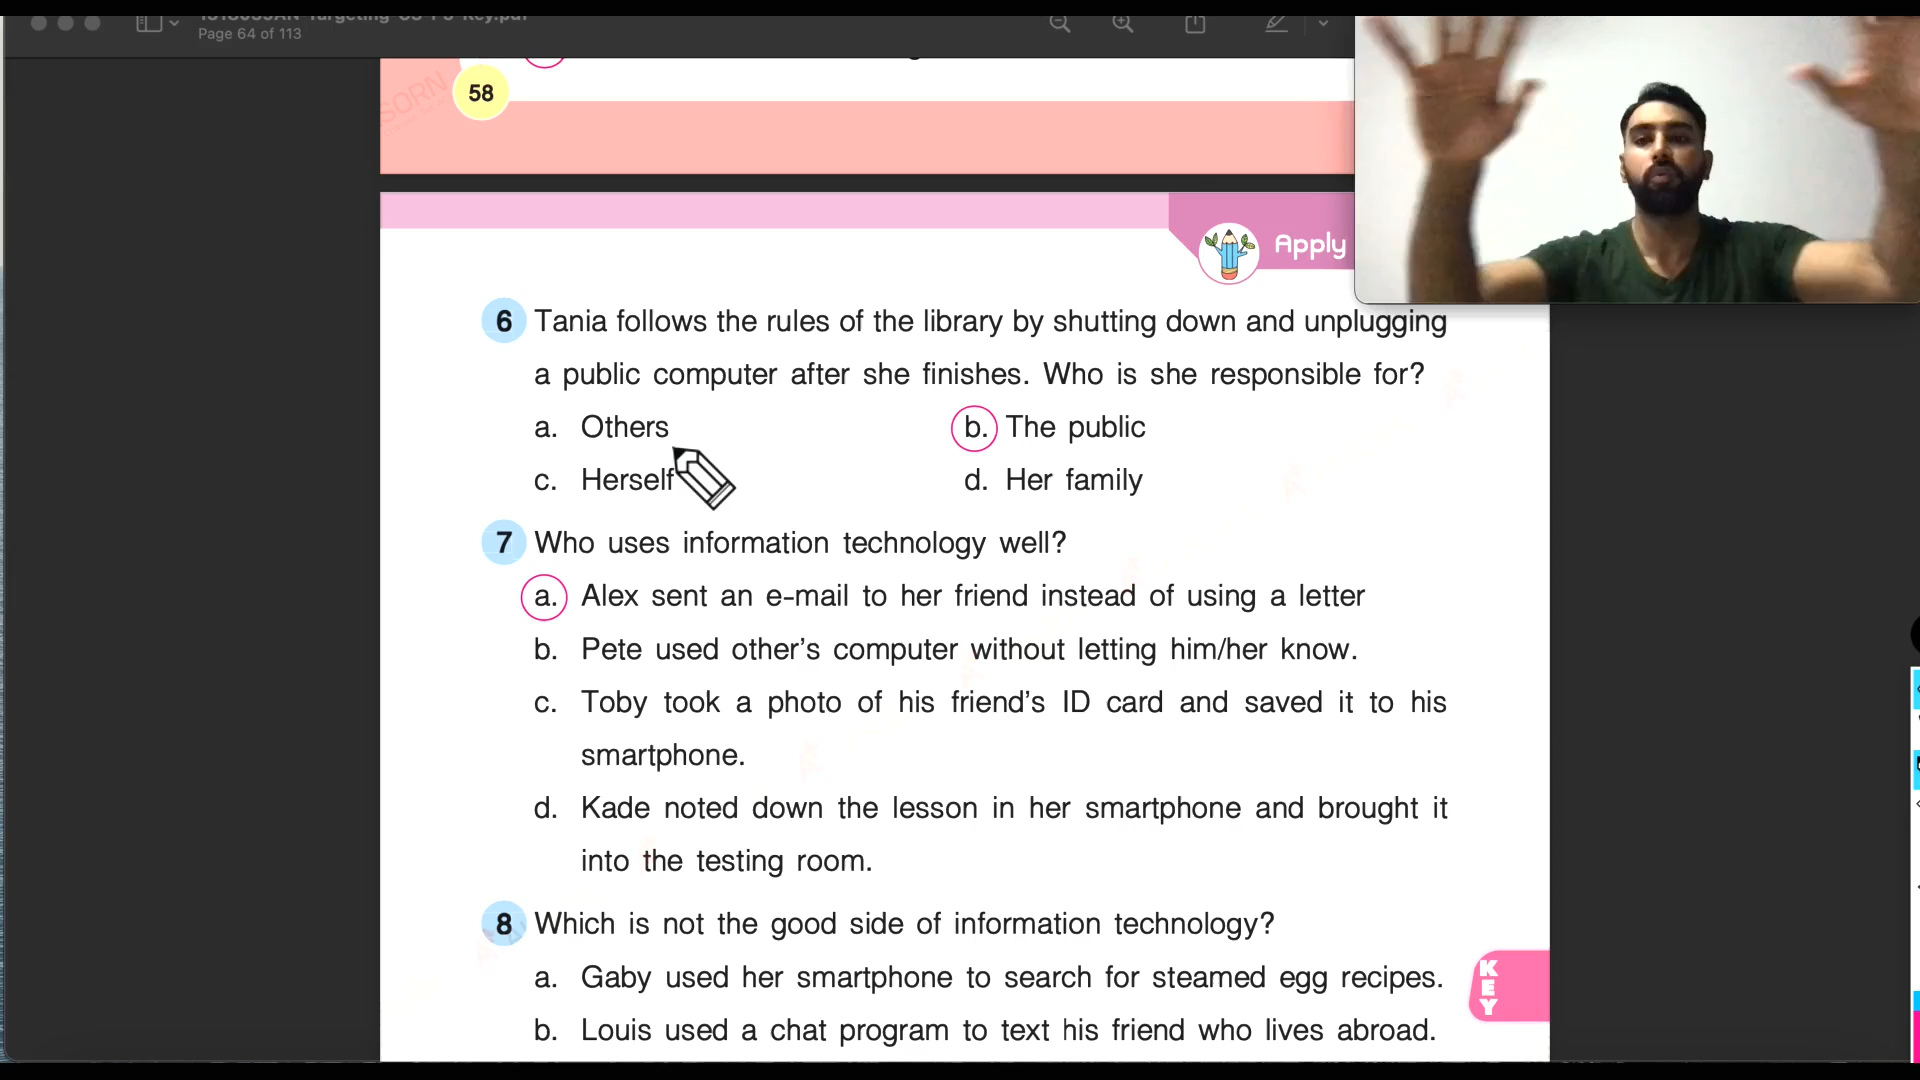 Page 64 of 113
58
Apply
6 Tania follows the rules of the library by shutting down and unplugging
a public computer after she finishes. Who is she responsible for?
a. Others
b. The public
c. Herself
d. Her family
7 Who uses information technology well?
a. Alex sent an e-mail to her friend instead of using a letter
b. Pete used other's computer without letting him/her know.
c. Toby took a photo of his friend's ID card and saved it to his
smartphone.
d. Kade noted down the lesson in her smartphone and brought it
into the testing room.
8 Which is not the good side of information technology?
a. Gaby used her smartphone to search for steamed egg recipes.
b. Louis used a chat program to text his friend who lives abroad.
KEY